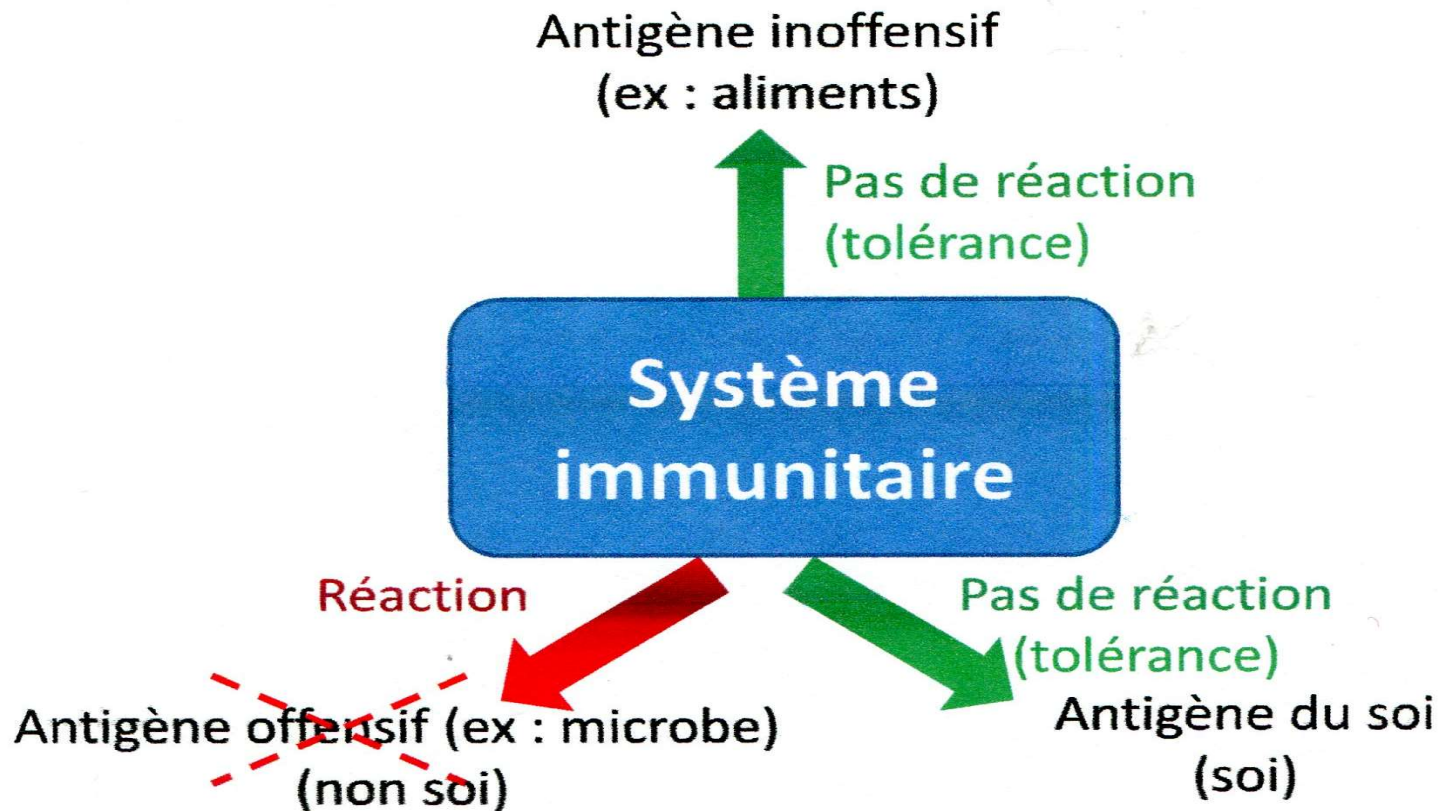 Antigène inoffensif
(ex : aliments)
Pas de réaction
(tolérance)
Système
immunitaire
Réaction
Pas de réaction
(tolérance)
Antigène offensif (ex : microbe)
(non soi)
Antigène du soi
(soi)